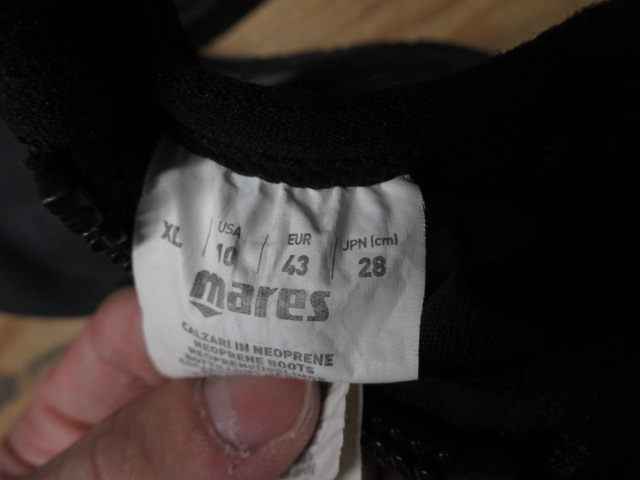 XL | USA 10 | EUR 43 | JPN (cm) 28
mares
CALZARI IN NEOPRENE
NEOPRENE BOOTS